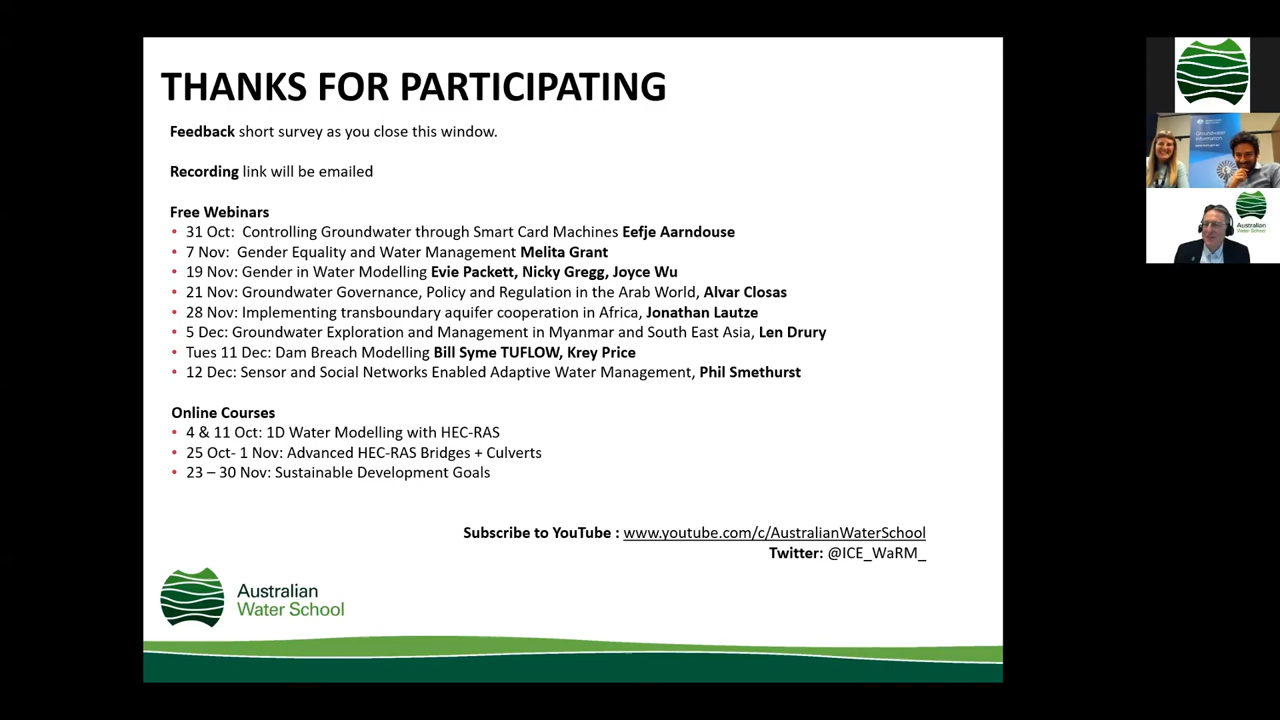 THANKS FOR PARTICIPATING
Feedback short survey as you close this window.
Recording link will be emailed
Free Webinars
• 31 Oct: Controlling Groundwater through Smart Card Machines Eefje Aarndouse
• 7 Nov: Gender Equality and Water Management Melita Grant
• 19 Nov: Gender in Water Modelling Evie Packett, Nicky Gregg, Joyce Wu
• 21 Nov: Groundwater Governance, Policy and Regulation in the Arab World, Alvar Closas
• 28 Nov: Implementing transboundary aquifer cooperation in Africa, Jonathan Lautze
• 5 Dec: Groundwater Exploration and Management in Myanmar and South East Asia, Len Drury
• Tues 11 Dec: Dam Breach Modelling Bill Syme TUFLOW, Krey Price
• 12 Dec: Sensor and Social Networks Enabled Adaptive Water Management, Phil Smethurst
Online Courses
• 4 & 11 Oct: 1D Water Modelling with HEC-RAS
• 25 Oct- 1 Nov: Advanced HEC-RAS Bridges + Culverts
• 23 – 30 Nov: Sustainable Development Goals
Subscribe to YouTube : www.youtube.com/c/AustralianWaterSchool
Twitter: @ICE_WaRM_
Australian
Water School
Groundwater
Information
Australian
Water School